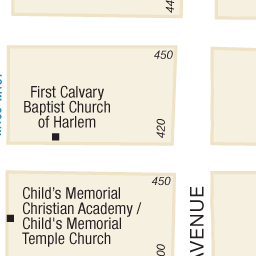 450
First Calvary
Baptist Church
of Harlem
420
450
Child's Memorial
Christian Academy /
Child's Memorial
Temple Church
AVENUE